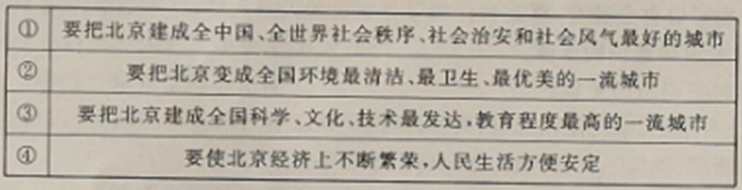 ① 要把北京建成全中国、全世界社会秩序、社会治安和社会风气最好的城市
② 要把北京变成全国环境最清洁、最卫生、最优美的一流城市
③ 要把北京建成全国科学、文化、技术最发达,教育程度最高的一流城市
④ 要使北京经济上不断繁荣,人民生活方便安定